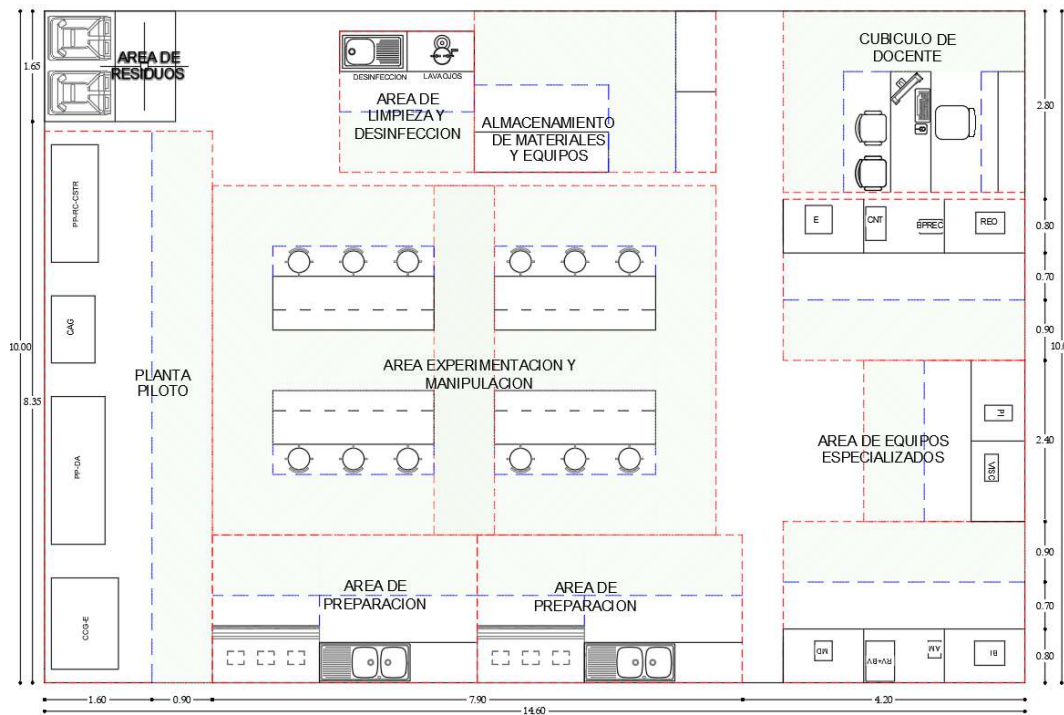 AREA DE
RESIDUOS
DESINFECCION
LAVAOJOS
AREA DE
LIMPIEZA Y
DESINFECCION
ALMACENAMIENTO
DE MATERIALES
Y EQUIPOS
CUBICULO DE
DOCENTE
1.65
2.80
PP-RC-CSTR
E
CNT
BPREC
REO
0.80
0.70
CAG
0.90
10.00
8.35
PLANTA
PILOTO
AREA EXPERIMENTACION Y
MANIPULACION
PP-DA
PI
AREA DE EQUIPOS
ESPECIALIZADOS
2.40
VISC
0.90
AREA DE
PREPARACION
AREA DE
PREPARACION
0.70
CCG-E
MD
RV+BV
AM
BI
0.80
1.60
0.90
7.90
4.20
14.60